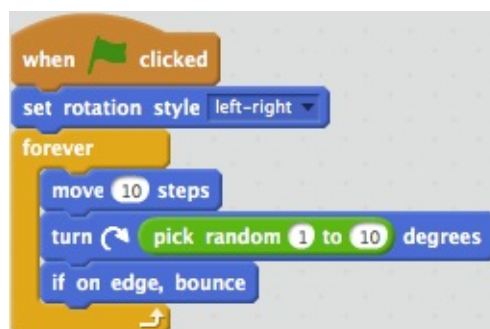 when clicked
set rotation style left-right
forever
move 10 steps
turn pick random 1 to 10 degrees
if on edge, bounce